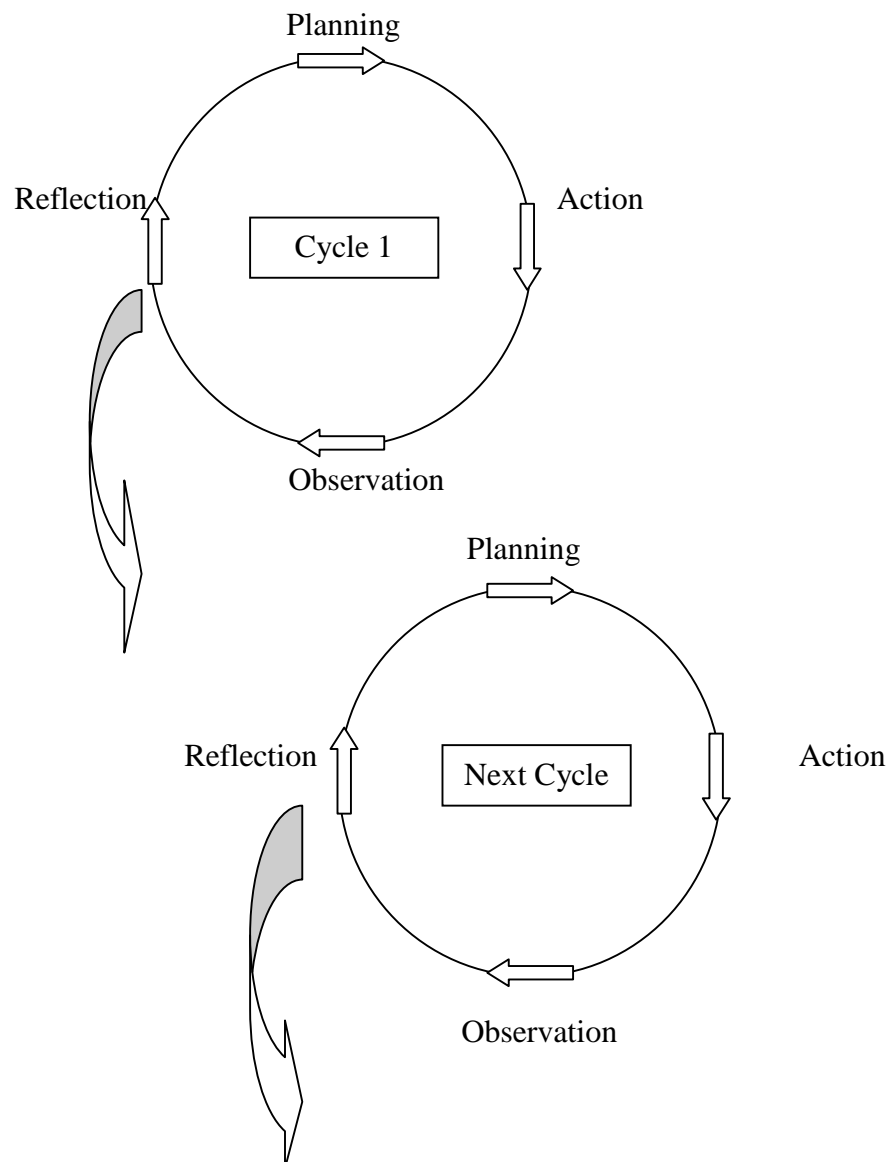 Planning
Reflection
Action
Cycle 1
Observation
Planning
Reflection
Next Cycle
Action
Observation